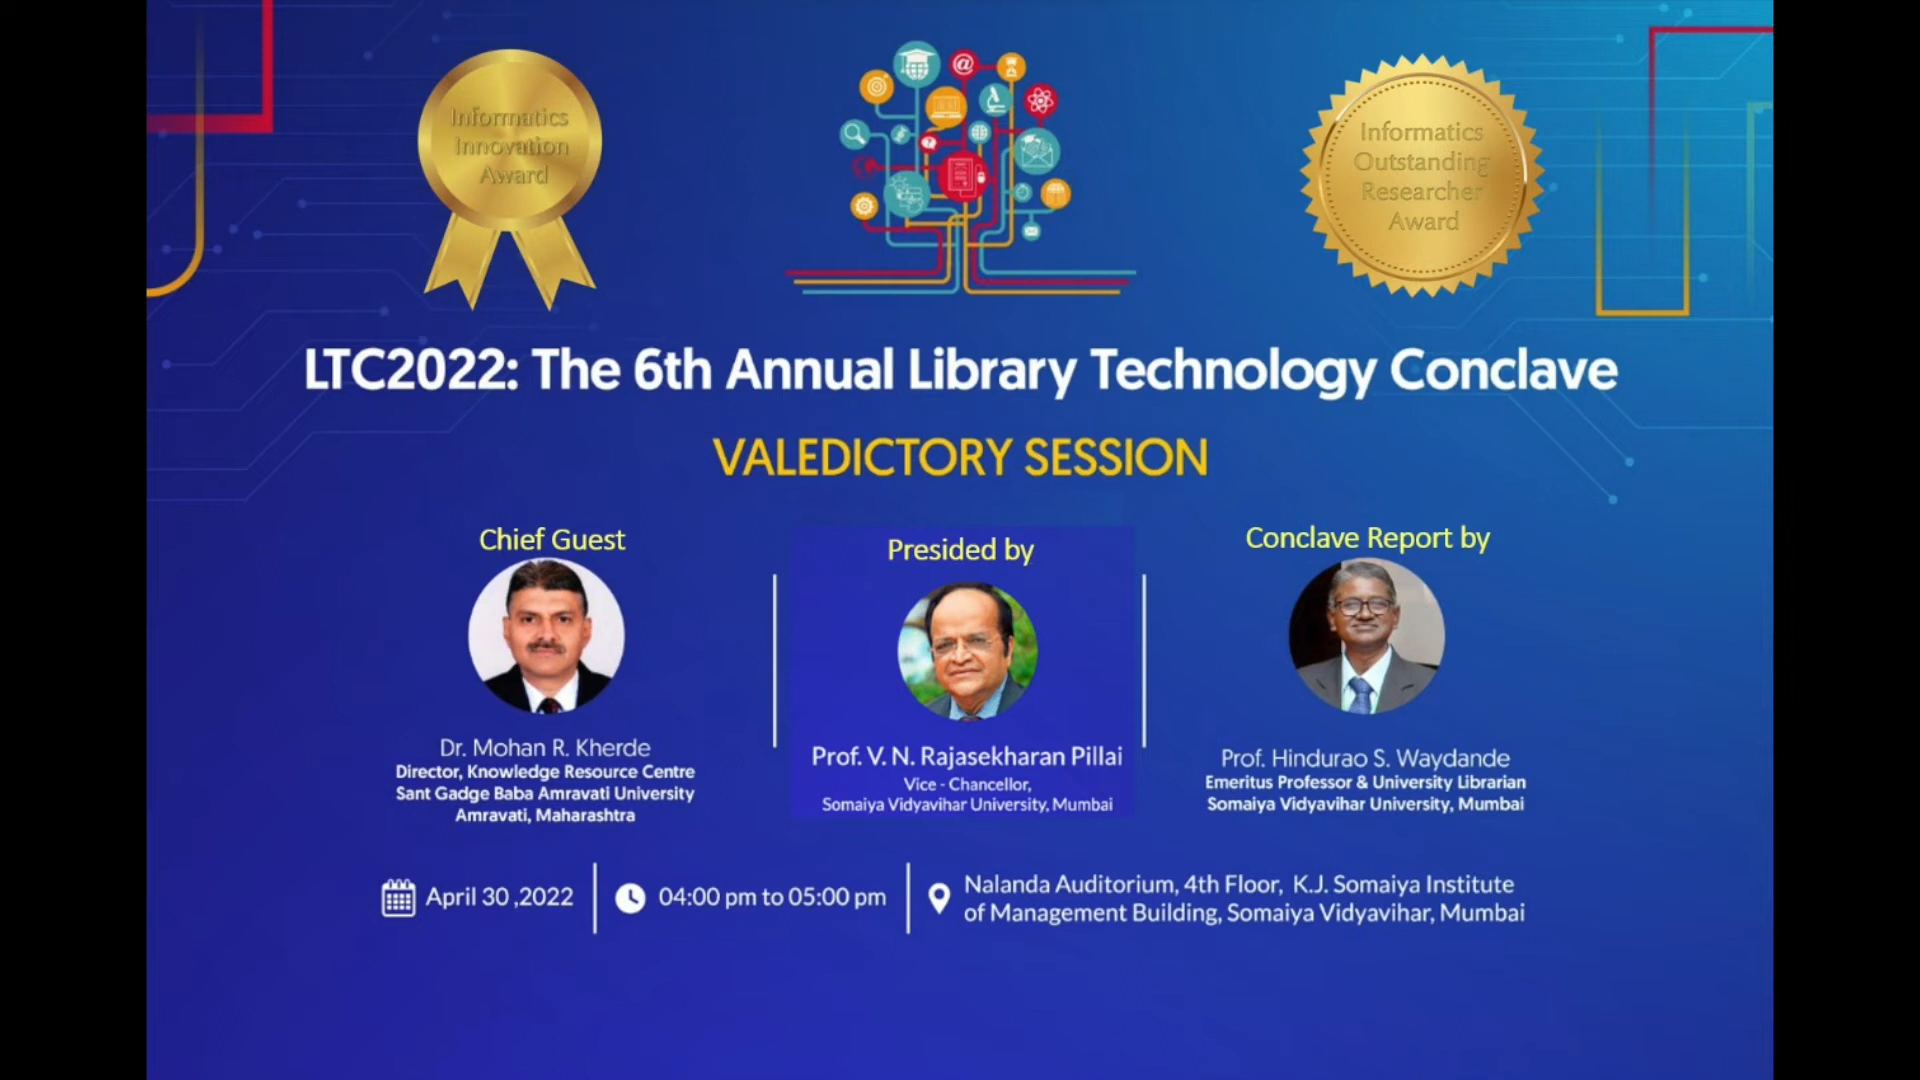 Informatics
Innovation
Award
Informatics
Outstanding
Researcher
Award
LTC2022: The 6th Annual Library Technology Conclave
VALEDICTORY SESSION
Chief Guest
Dr. Mohan R. Kherde
Director, Knowledge Resource Centre
Sant Gadge Baba Amravati University
Amravati, Maharashtra
Presided by
Prof. V. N. Rajasekharan Pillai
Vice - Chancellor,
Somaiya Vidyavihar University, Mumbai
Conclave Report by
Prof. Hindurao S. Waydande
Emeritus Professor & University Librarian
Somaiya Vidyavihar University, Mumbai
April 30 ,2022
04:00 pm to 05:00 pm
Nalanda Auditorium, 4th Floor, K.J. Somaiya Institute
of Management Building, Somaiya Vidyavihar, Mumbai